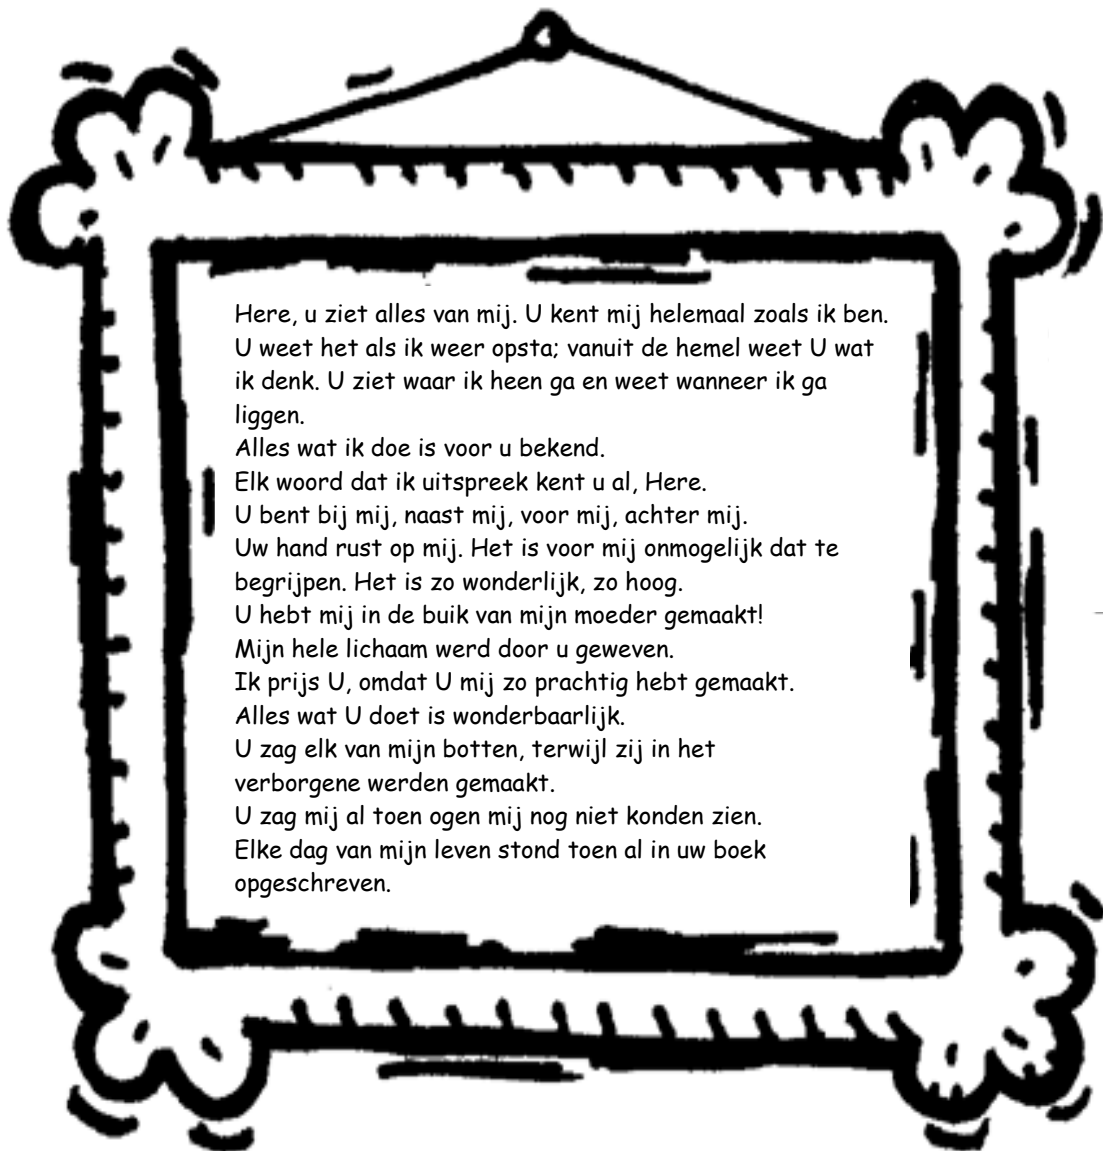 Here, u ziet alles van mij. U kent mij helemaal zoals ik ben.
U weet het als ik weer opsta; vanuit de hemel weet U wat
ik denk. U ziet waar ik heen ga en weet wanneer ik ga
liggen.
Alles wat ik doe is voor u bekend.
Elk woord dat ik uitspreek kent u al, Here.
U bent bij mij, naast mij, voor mij, achter mij.
Uw hand rust op mij. Het is voor mij onmogelijk dat te
begrijpen. Het is zo wonderlijk, zo hoog.
U hebt mij in de buik van mijn moeder gemaakt!
Mijn hele lichaam werd door u geweven.
Ik prijs U, omdat U mij zo prachtig hebt gemaakt.
Alles wat U doet is wonderbaarlijk.
U zag elk van mijn botten, terwijl zij in het
verborgene werden gemaakt.
U zag mij al toen ogen mij nog niet konden zien.
Elke dag van mijn leven stond toen al in uw boek
opgeschreven.